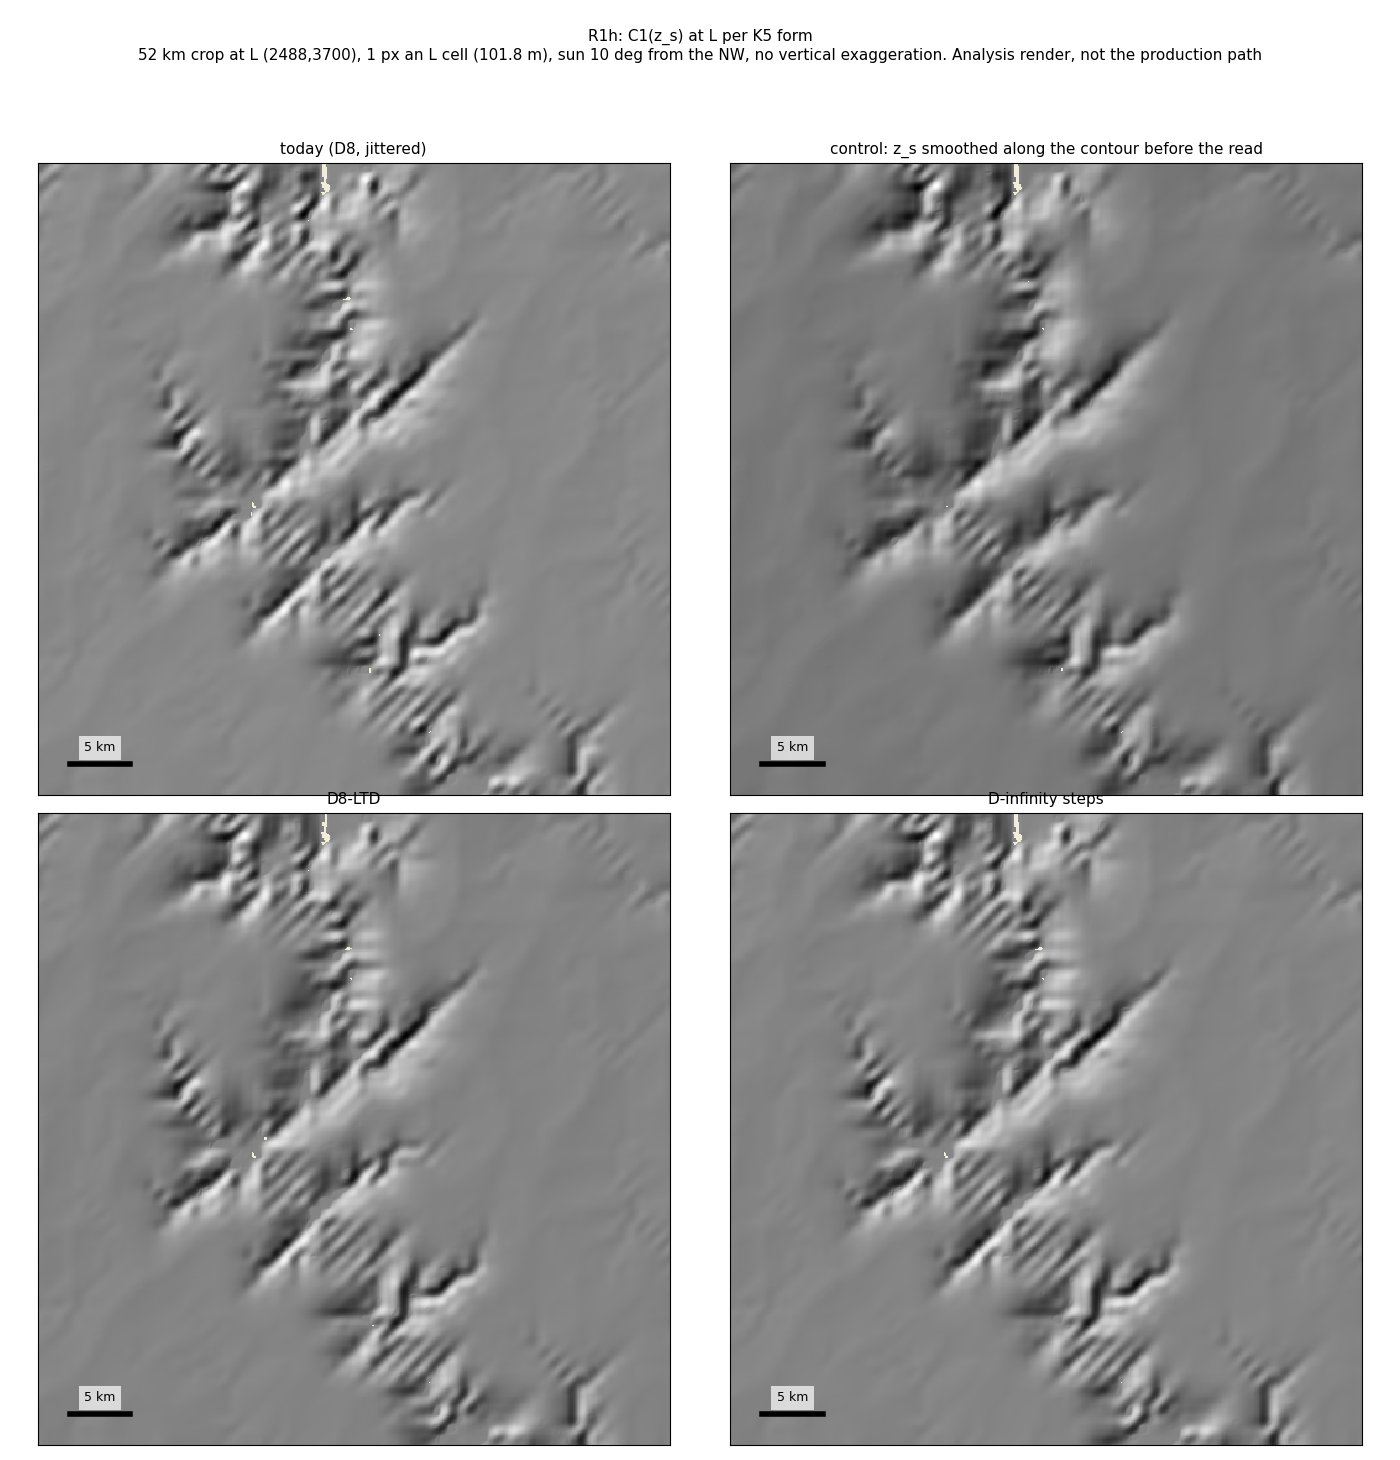 R1h: C1(z_s) at L per K5 form
52 km crop at L (2488,3700), 1 px an L cell (101.8 m), sun 10 deg from the NW, no vertical exaggeration. Analysis render, not the production path
today (D8, jittered)
control: z_s smoothed along the contour before the read
5 km
5 km
D8-LTD
D-infinity steps
5 km
5 km